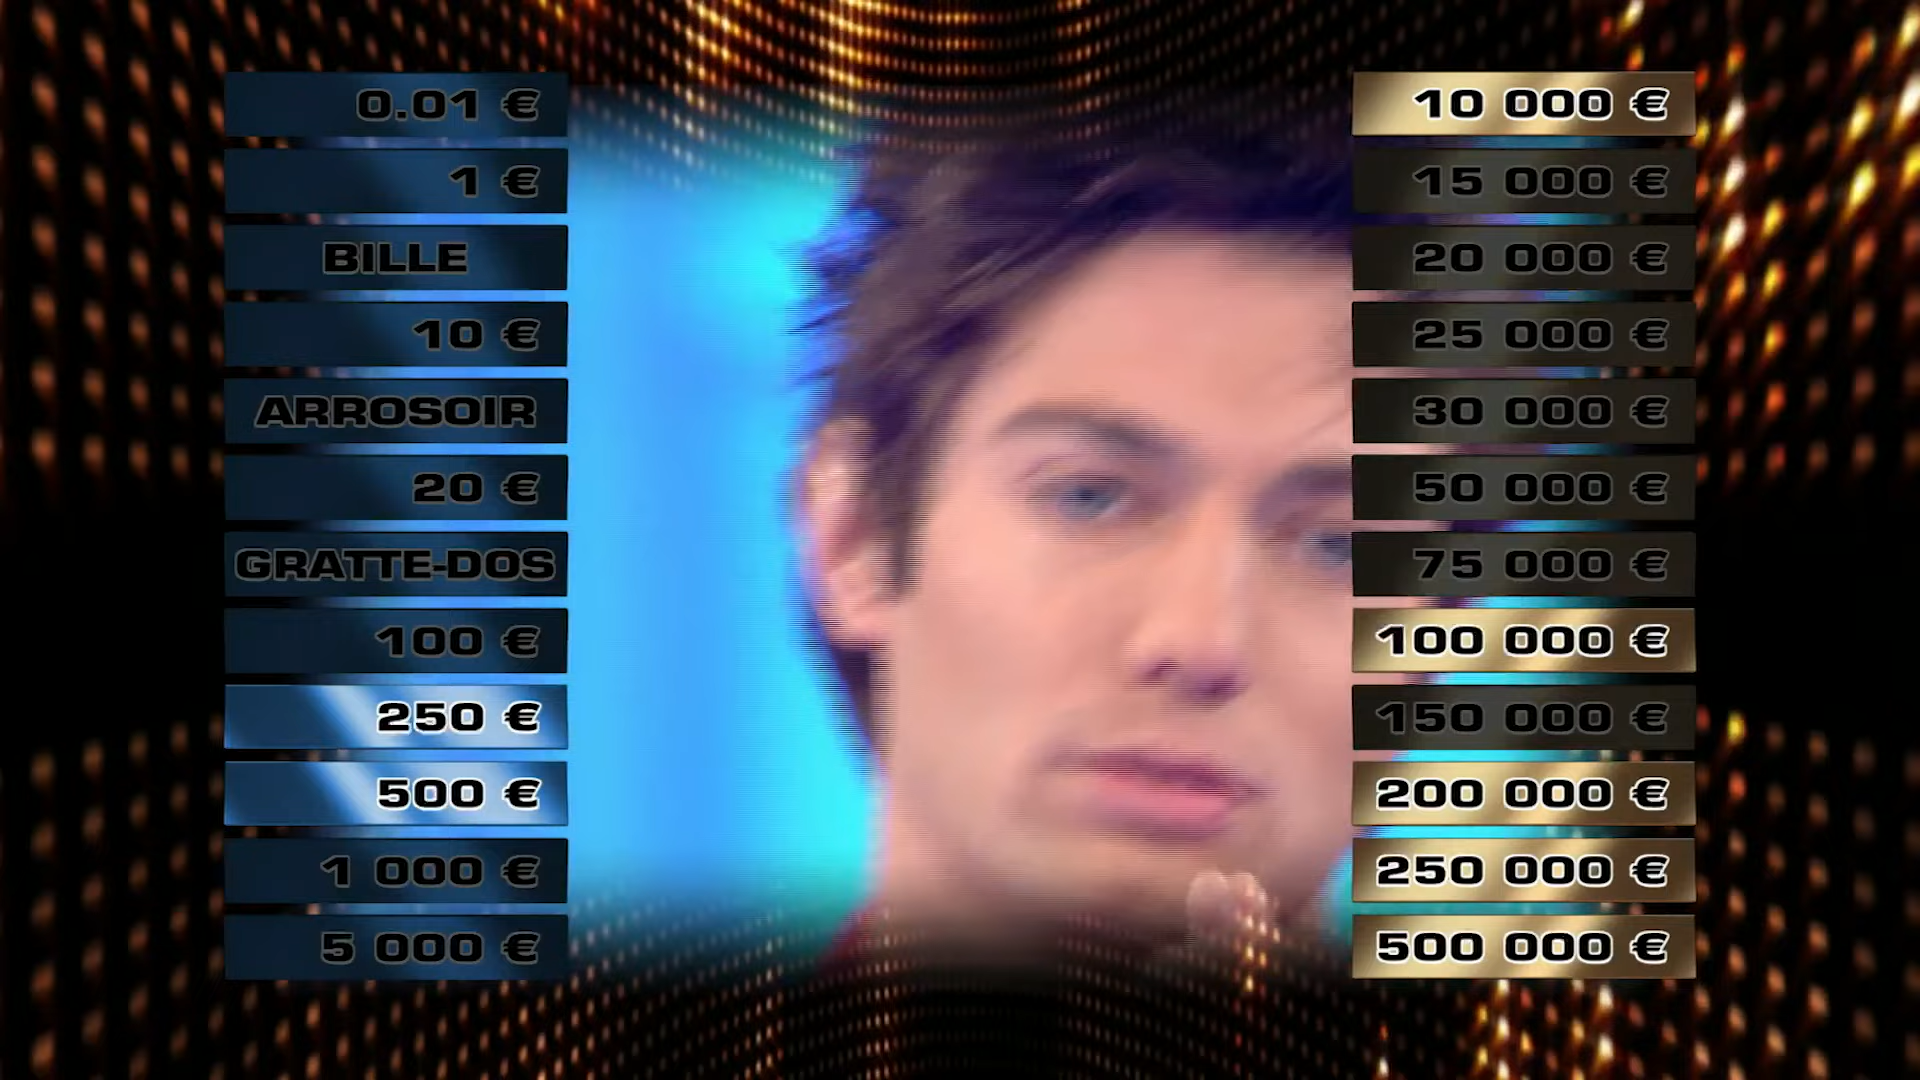 0.01 €
1 €
BILLE
10 €
ARROSOIR
20 €
GRATTE-DOS
100 €
250 €
500 €
1 000 €
5 000 €
10 000 €
15 000 €
20 000 €
25 000 €
30 000 €
50 000 €
75 000 €
100 000 €
150 000 €
200 000 €
250 000 €
500 000 €